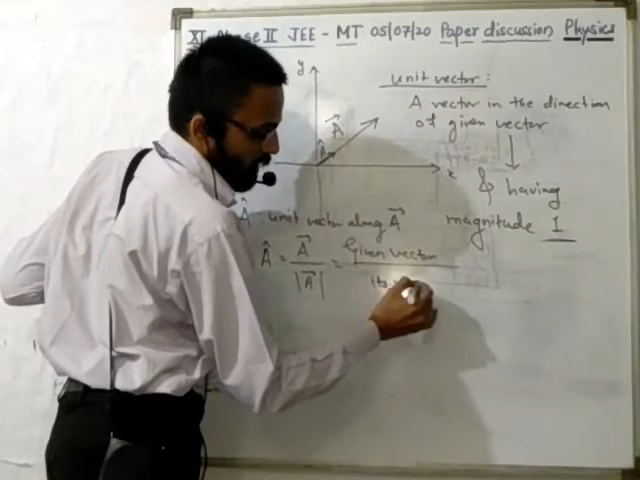 XI Phase II JEE - MT 05/07/20 Paper discussion Physics
y
unit vector:
A vector in the direction
of given vector
A⃗
Â
x
& having
magnitude 1
Â : unit vector along A⃗
Â = A⃗ / |A⃗| = Given vector